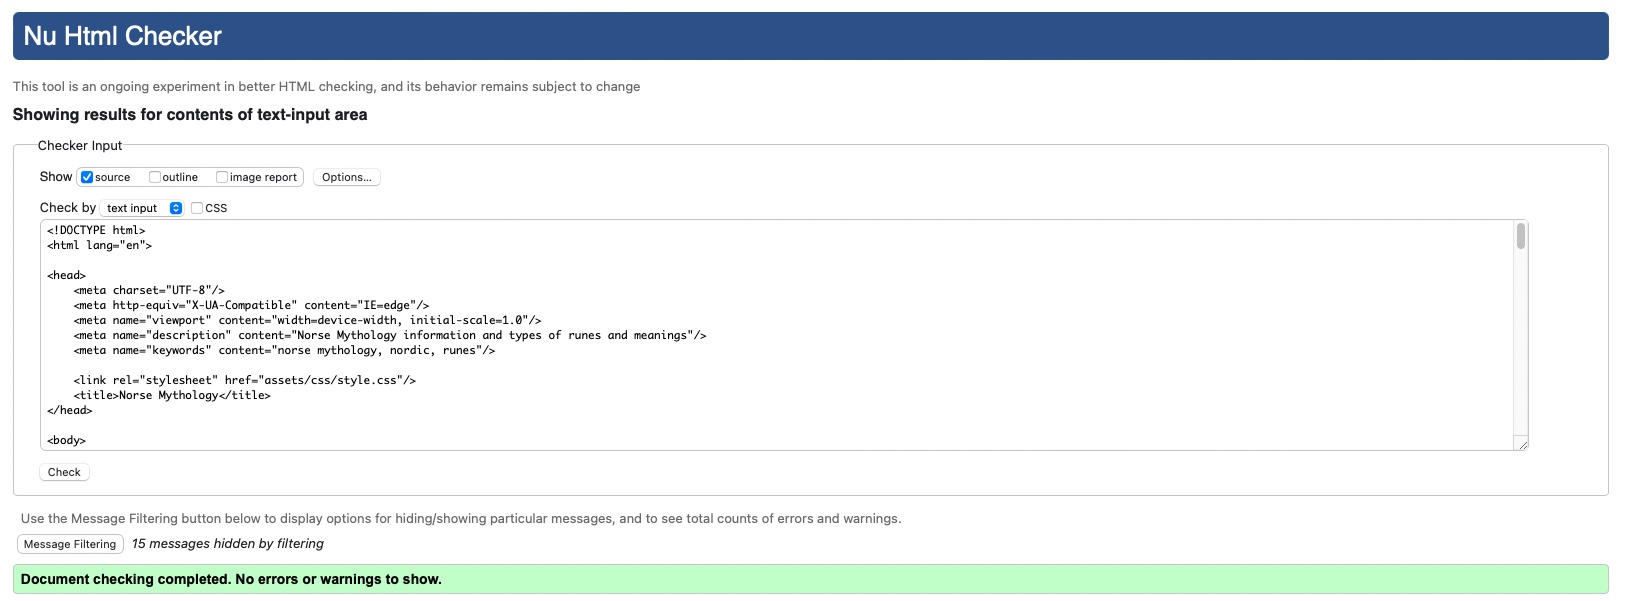 Nu Html Checker
This tool is an ongoing experiment in better HTML checking, and its behavior remains subject to change
Showing results for contents of text-input area
Checker Input
Show source outline image report Options...
Check by text input CSS
<!DOCTYPE html>
<html lang="en">
<head>
    <meta charset="UTF-8"/>
    <meta http-equiv="X-UA-Compatible" content="IE=edge"/>
    <meta name="viewport" content="width=device-width, initial-scale=1.0"/>
    <meta name="description" content="Norse Mythology information and types of runes and meanings"/>
    <meta name="keywords" content="norse mythology, nordic, runes"/>
    <link rel="stylesheet" href="assets/css/style.css"/>
    <title>Norse Mythology</title>
</head>
<body>
Check
Use the Message Filtering button below to display options for hiding/showing particular messages, and to see total counts of errors and warnings.
Message Filtering 15 messages hidden by filtering
Document checking completed. No errors or warnings to show.